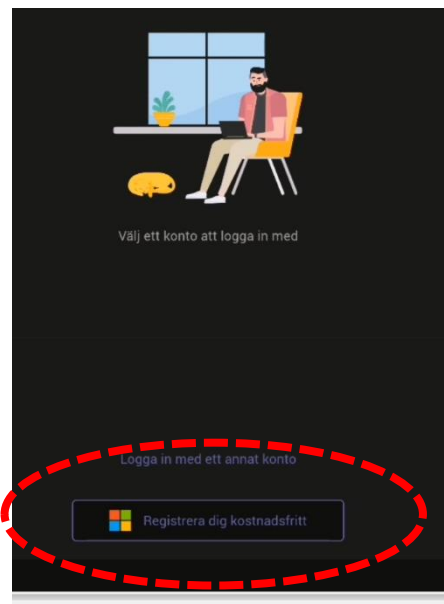 Välj ett konto att logga in med
Logga in med ett annat konto
Registrera dig kostnadsfritt